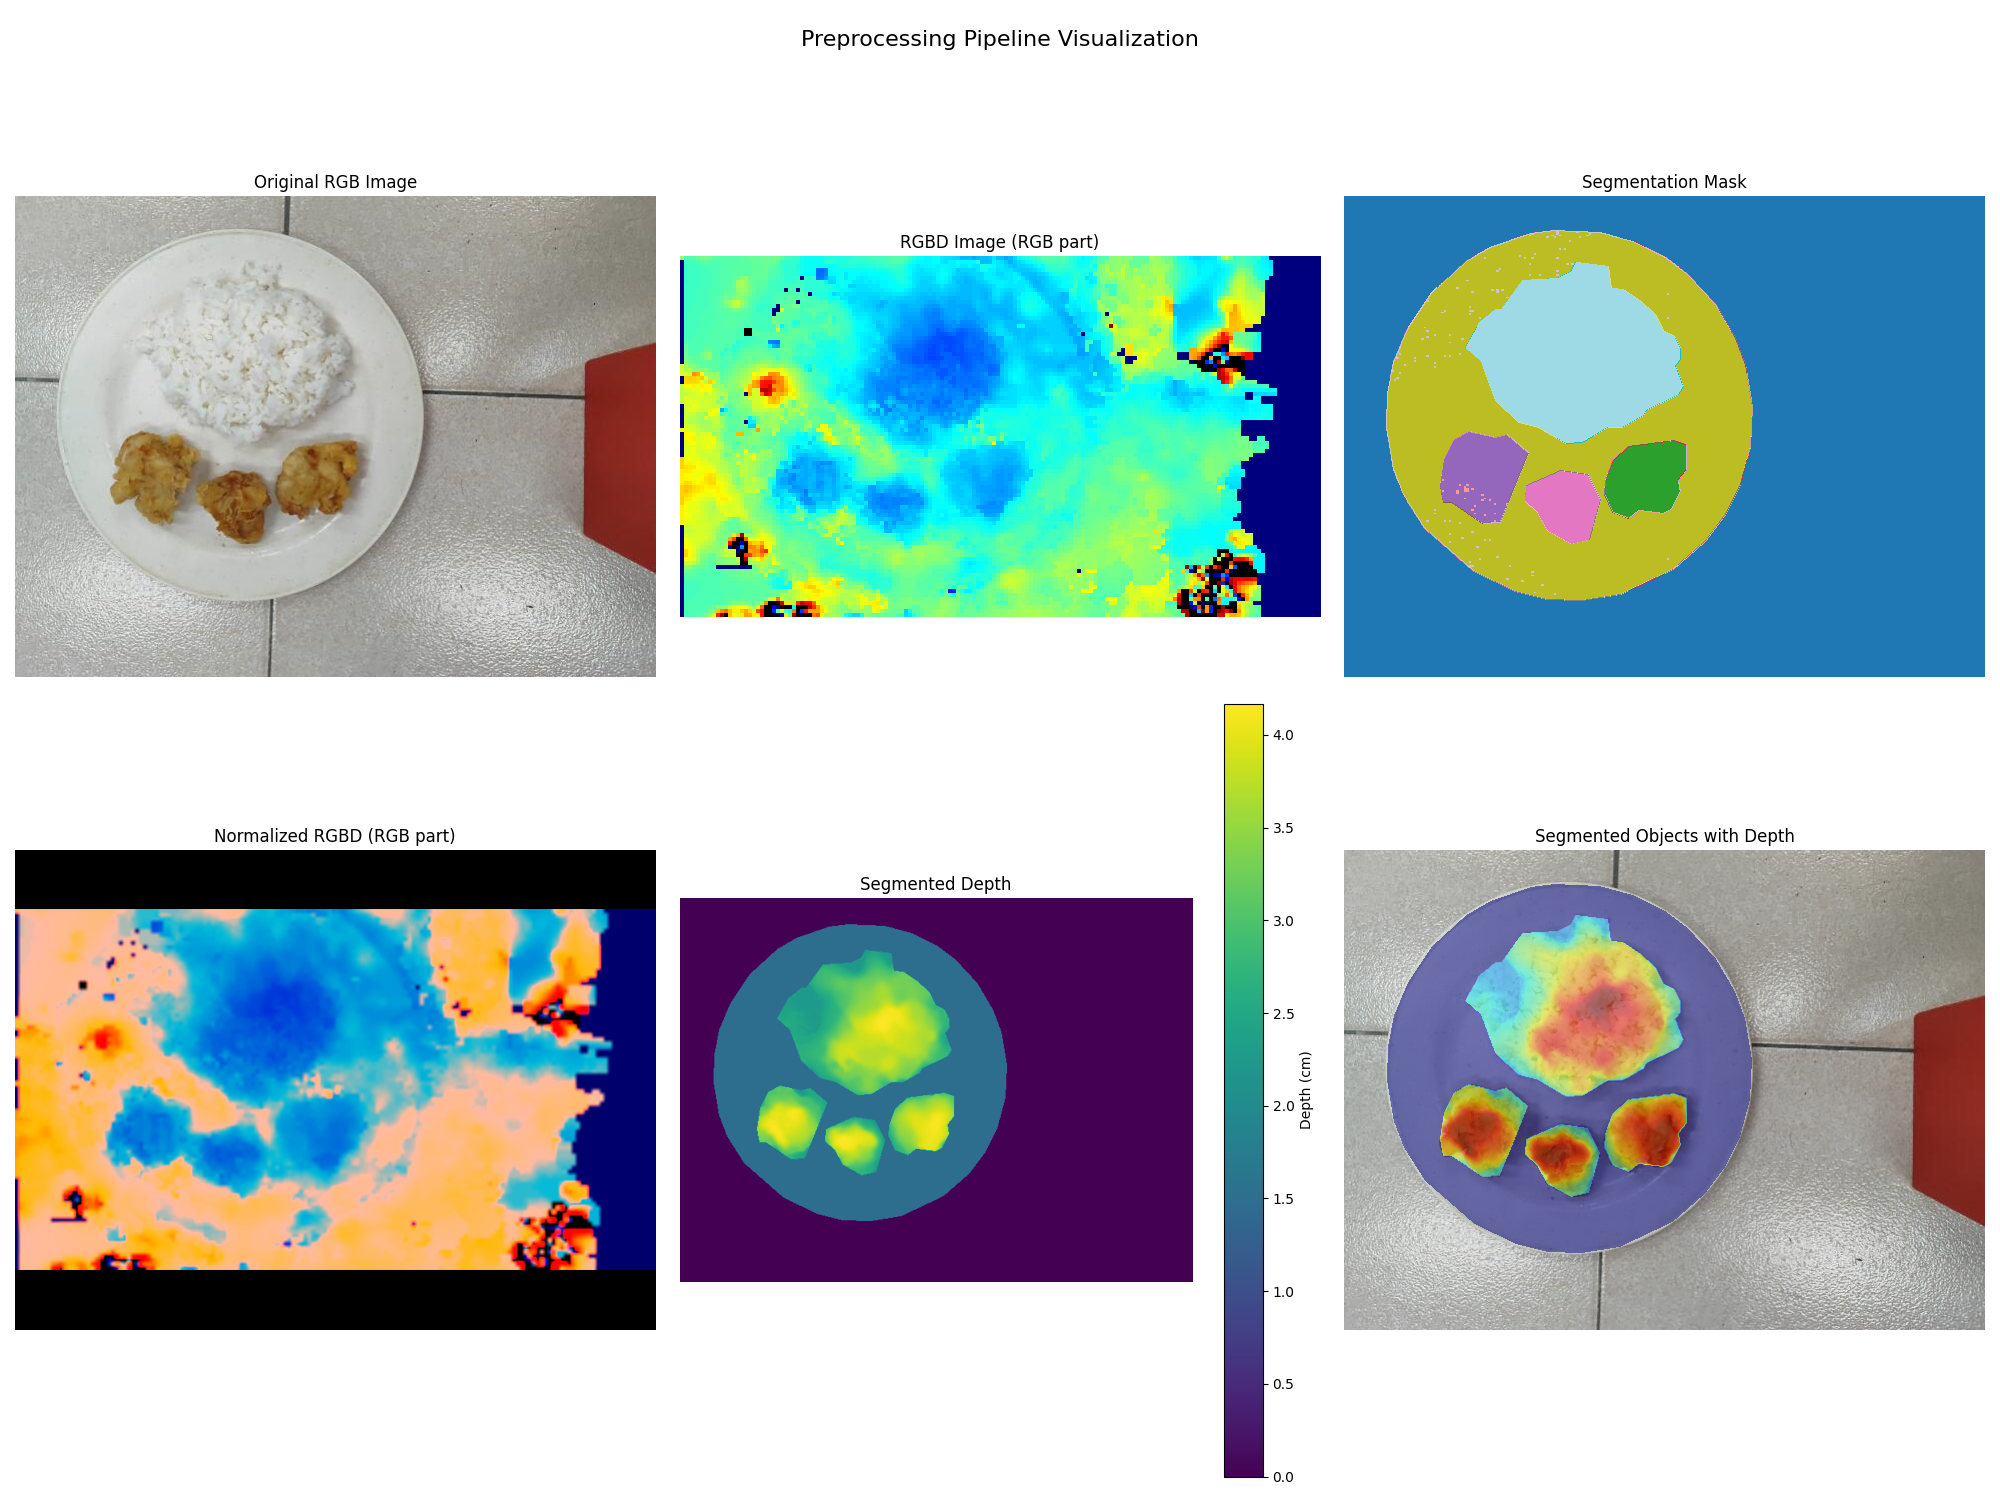 Preprocessing Pipeline Visualization
Original RGB Image
RGBD Image (RGB part)
Segmentation Mask
Normalized RGBD (RGB part)
Segmented Depth
4.0
3.5
3.0
2.5
2.0
1.5
1.0
0.5
0.0
Depth (cm)
Segmented Objects with Depth